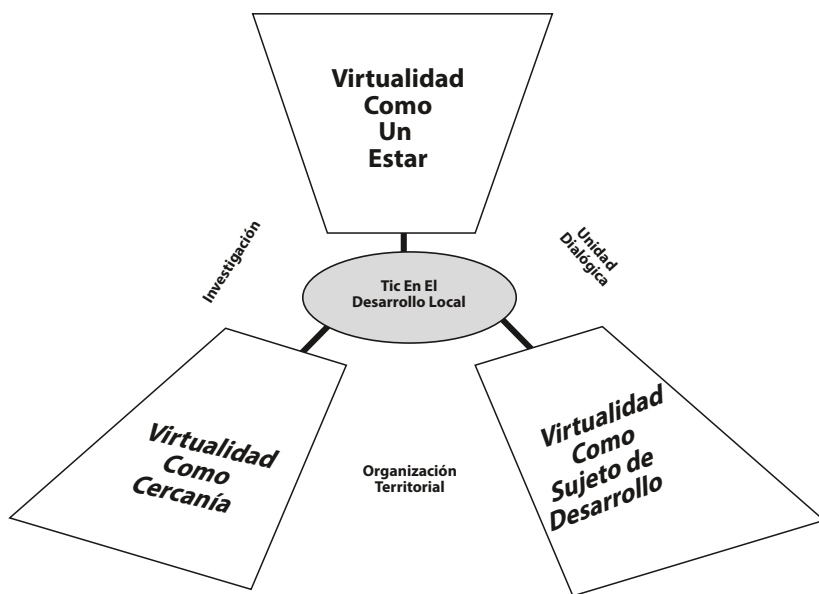 Virtualidad
Como
Un
Estar
Investigación
Unidad
Dialógica
Tic En El
Desarrollo Local
Virtualidad
Como
Cercanía
Organización
Territorial
Virtualidad
Como
Sujeto de
Desarrollo